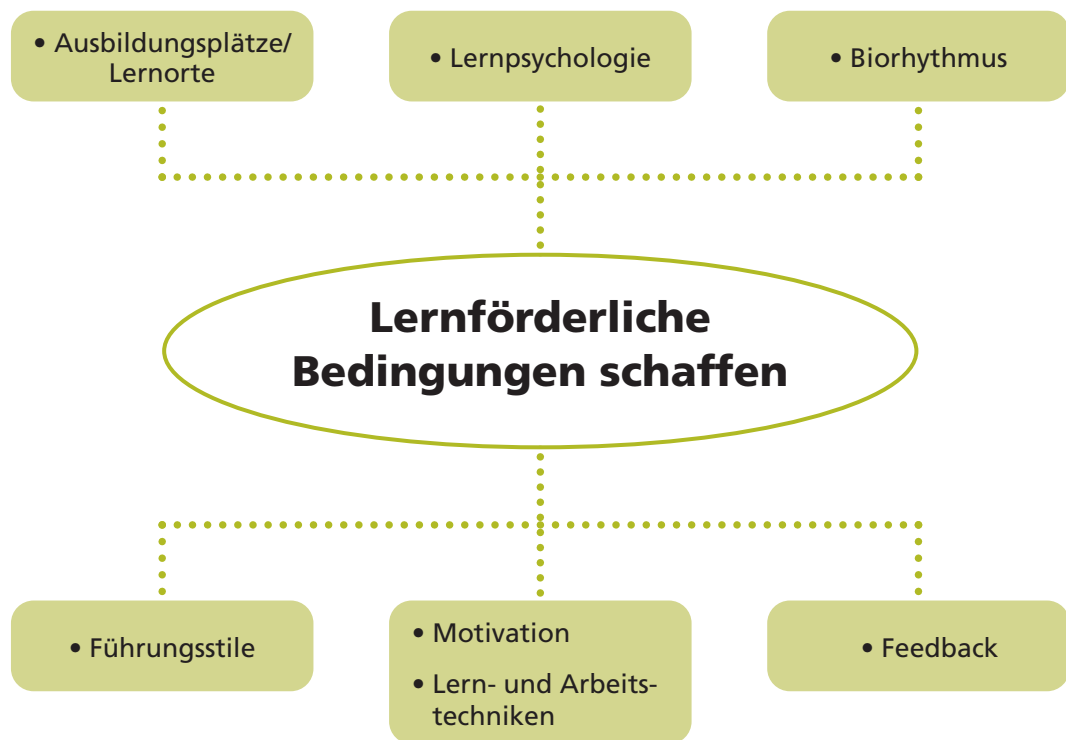 • Ausbildungsplätze/
Lernorte
• Lernpsychologie
• Biorhythmus
Lernförderliche
Bedingungen schaffen
• Führungsstile
• Motivation
• Lern- und Arbeits-
techniken
• Feedback